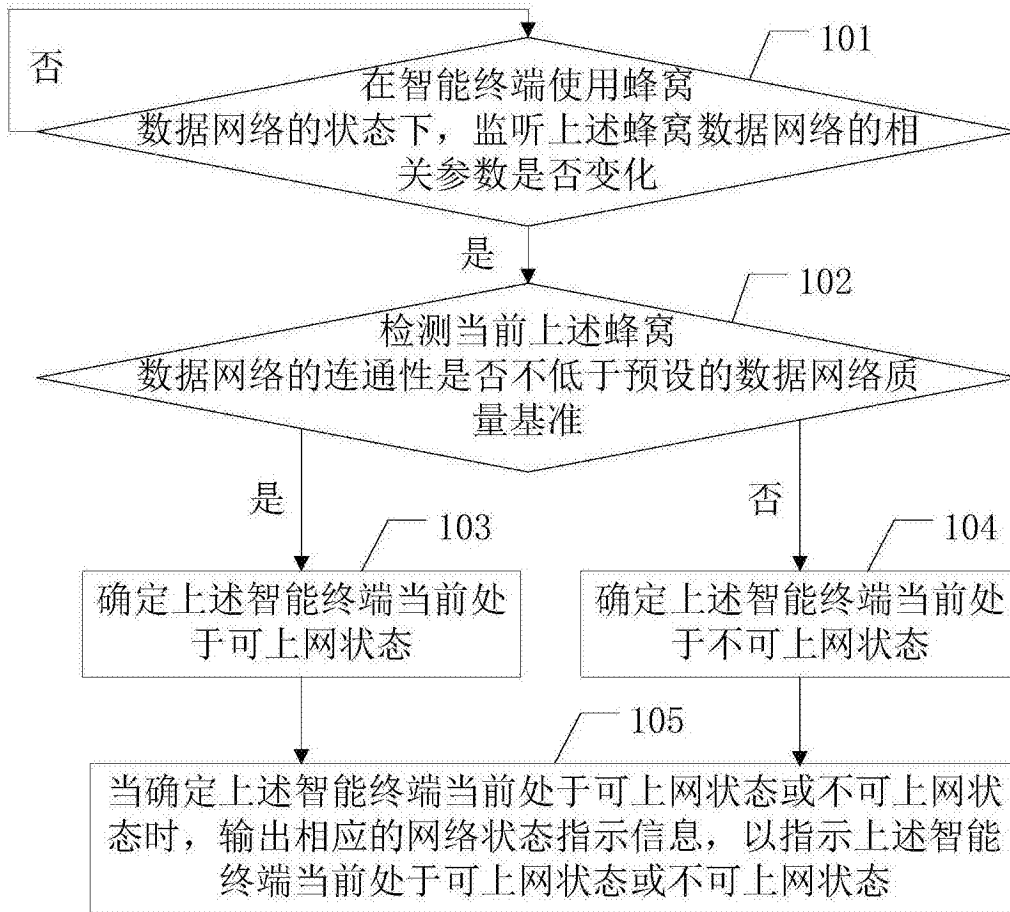 101
否
在智能终端使用蜂窝
数据网络的状态下，监听上述蜂窝数据网络的相
关参数是否变化
是
102
检测当前上述蜂窝
数据网络的连通性是否不低于预设的数据网络质
量基准
是
否
103
104
确定上述智能终端当前处
于可上网状态
确定上述智能终端当前处
于不可上网状态
105
当确定上述智能终端当前处于可上网状态或不可上网状
态时，输出相应的网络状态指示信息，以指示上述智能
终端当前处于可上网状态或不可上网状态